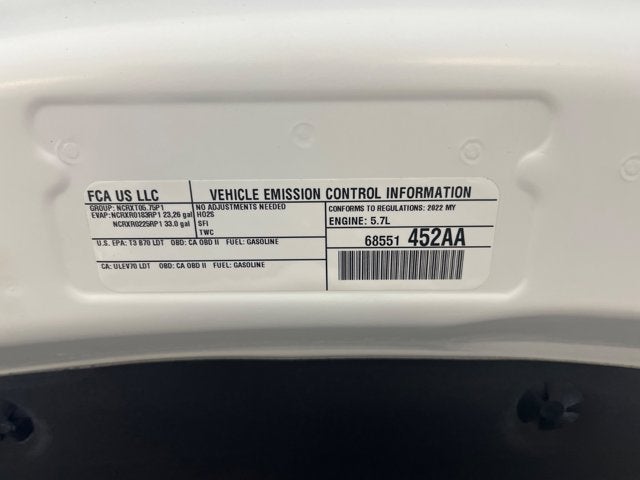 FCA US LLC
VEHICLE EMISSION CONTROL INFORMATION
GROUP: NCRXT05.75P1
EVAP:NCRXR0183RP1 23,26 gal
NCRXR0225RP1 33.0 gal
NO ADJUSTMENTS NEEDED
HO2S
SFI
TWC
CONFORMS TO REGULATIONS: 2022 MY
ENGINE: 5.7L
U.S. EPA: T3 B70 LDT OBD: CA OBD II FUEL: GASOLINE
CA: ULEV70 LDT OBD: CA OBD II FUEL: GASOLINE
68551 452AA